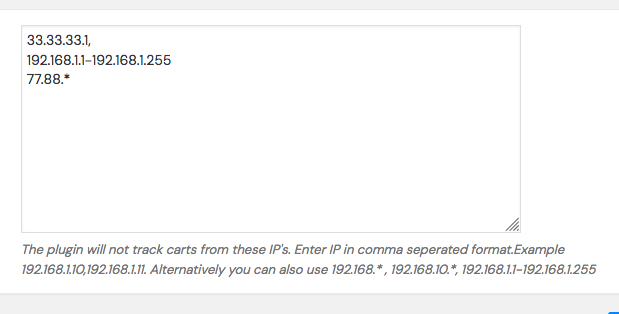 33.33.33.1,
192.168.1.1-192.168.1.255
77.88.*
The plugin will not track carts from these IP's. Enter IP in comma seperated format.Example
192.168.1.10,192.168.1.11. Alternatively you can also use 192.168.* , 192.168.10.*, 192.168.1.1-192.168.1.255